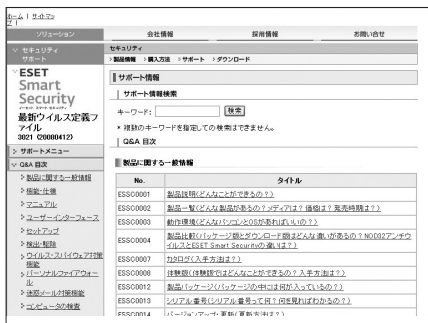 ホーム | サイトマップ |
ソリューション 会社情報 採用情報 お問い合せ
セキュリティサポート
セキュリティ
>製品情報 >購入方法 >サポート >ダウンロード
ESET
Smart
Security
最新ウイルス定義フ
ァイル
3021 (20080412)
サポートメニュー
Q&A 目次
> 製品に関する一般情報
> 機能・仕様
> マニュアル
> ユーザーインターフェース
> セットアップ
> 検出・駆除
> ウイルス・スパイウェア対策
機能
> パーソナルファイアウォー
ル
> 迷惑メール対策機能
> コンピュータの検査
サポート情報
サポート情報検索
キーワード: 検索
* 複数のキーワードを指定しての検索はできません。
Q&A 目次
製品に関する一般情報
No. タイトル
ESSC0001 製品説明(どんなことができるの?)
ESSC0002 製品一覧(どんな製品があるの?メディアは?価格は?発売時期は?)
ESSC0003 動作環境(どんなパソコンとOSがあればいいの?)
ESSC0004 製品比較(パッケージ版とダウンロード版はどんな違いがあるの? NOD32アンチウ
イルスとESET Smart Securityの違いは?)
ESSC0007 カタログ(入手方法は?)
ESSC0008 体験版(体験版ではどんなことができるの?入手方法は?)
ESSC0012 製品パッケージ(パッケージの中には何が入っているの?)
ESSC0013 シリアル番号(シリアル番号って何?何を見ればわかるの?)
ESSC0014 バージョンアップ・更新(更新方法は?)